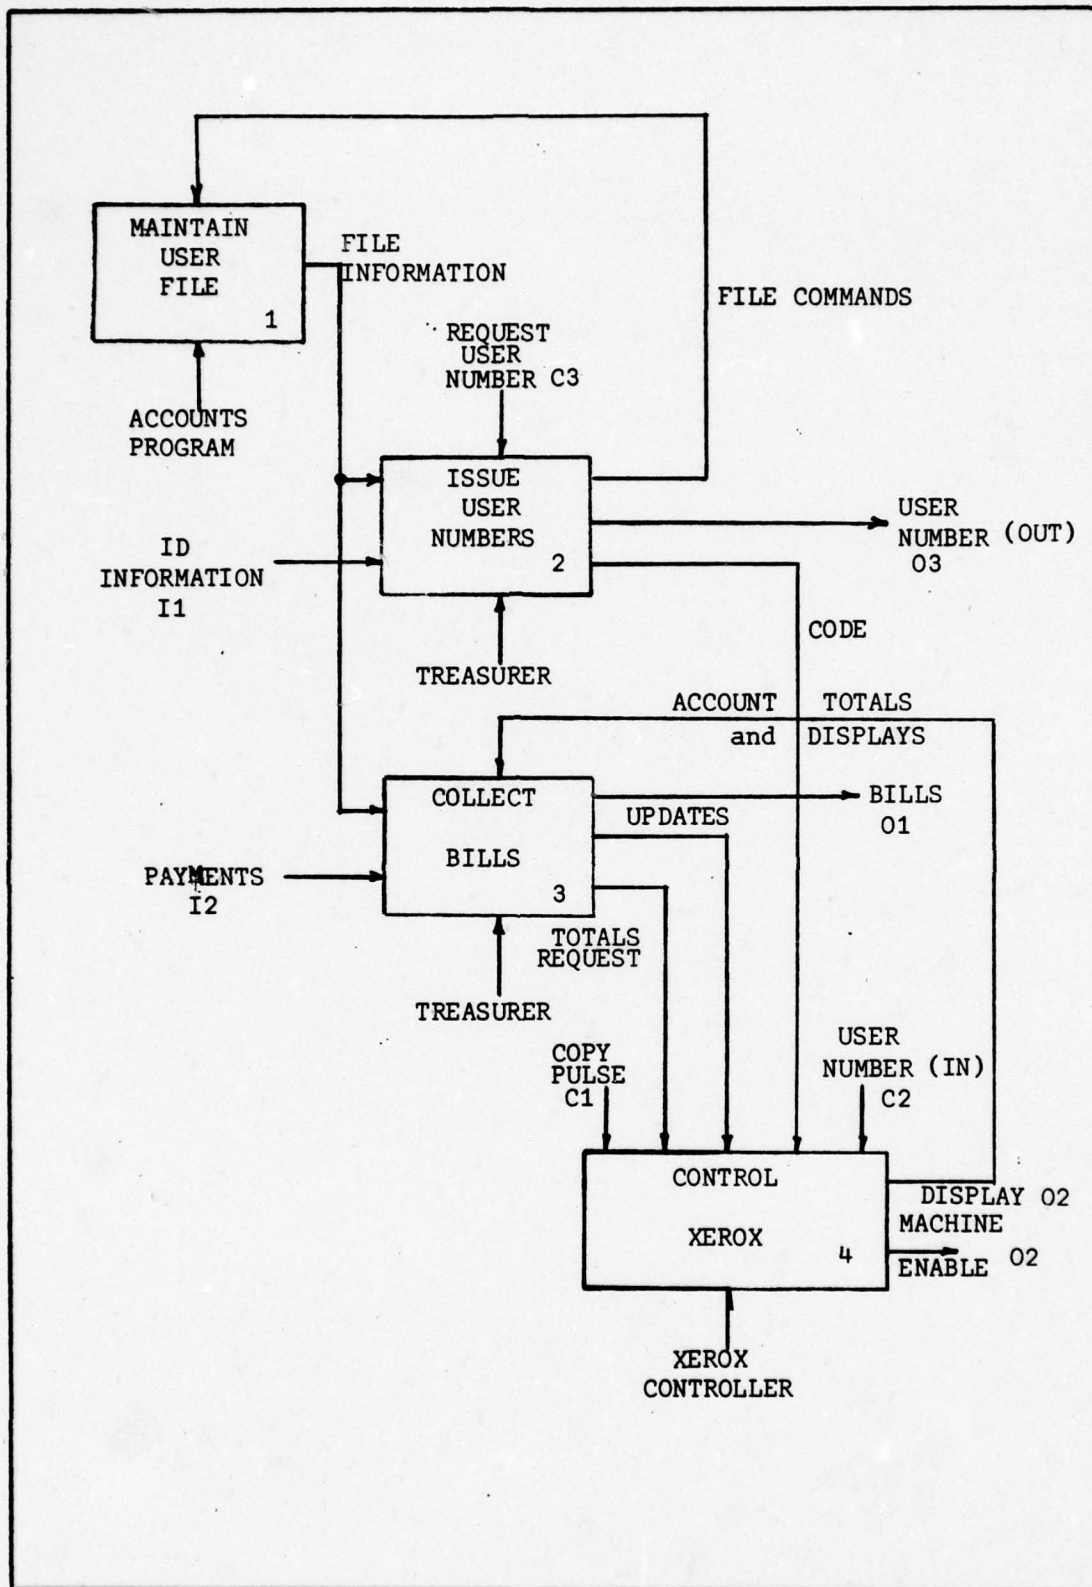 MAINTAIN
USER
FILE
1
FILE
INFORMATION
FILE COMMANDS
REQUEST
USER
NUMBER C3
ACCOUNTS
PROGRAM
ISSUE
USER
NUMBERS
2
USER
NUMBER (OUT)
O3
ID
INFORMATION
I1
CODE
TREASURER
ACCOUNT TOTALS
and DISPLAYS
COLLECT
BILLS
3
BILLS
O1
UPDATES
PAYMENTS
I2
TOTALS
REQUEST
TREASURER
COPY
PULSE
C1
USER
NUMBER (IN)
C2
CONTROL
XEROX
4
DISPLAY O2
MACHINE
ENABLE O2
XEROX
CONTROLLER